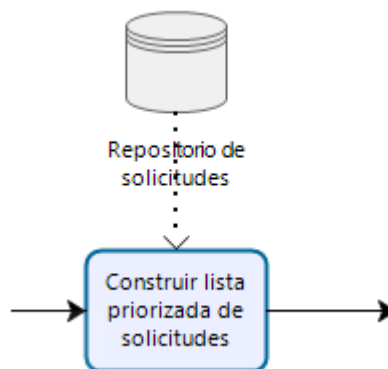 Repositorio de
solicitudes
Construir lista
priorizada de
solicitudes